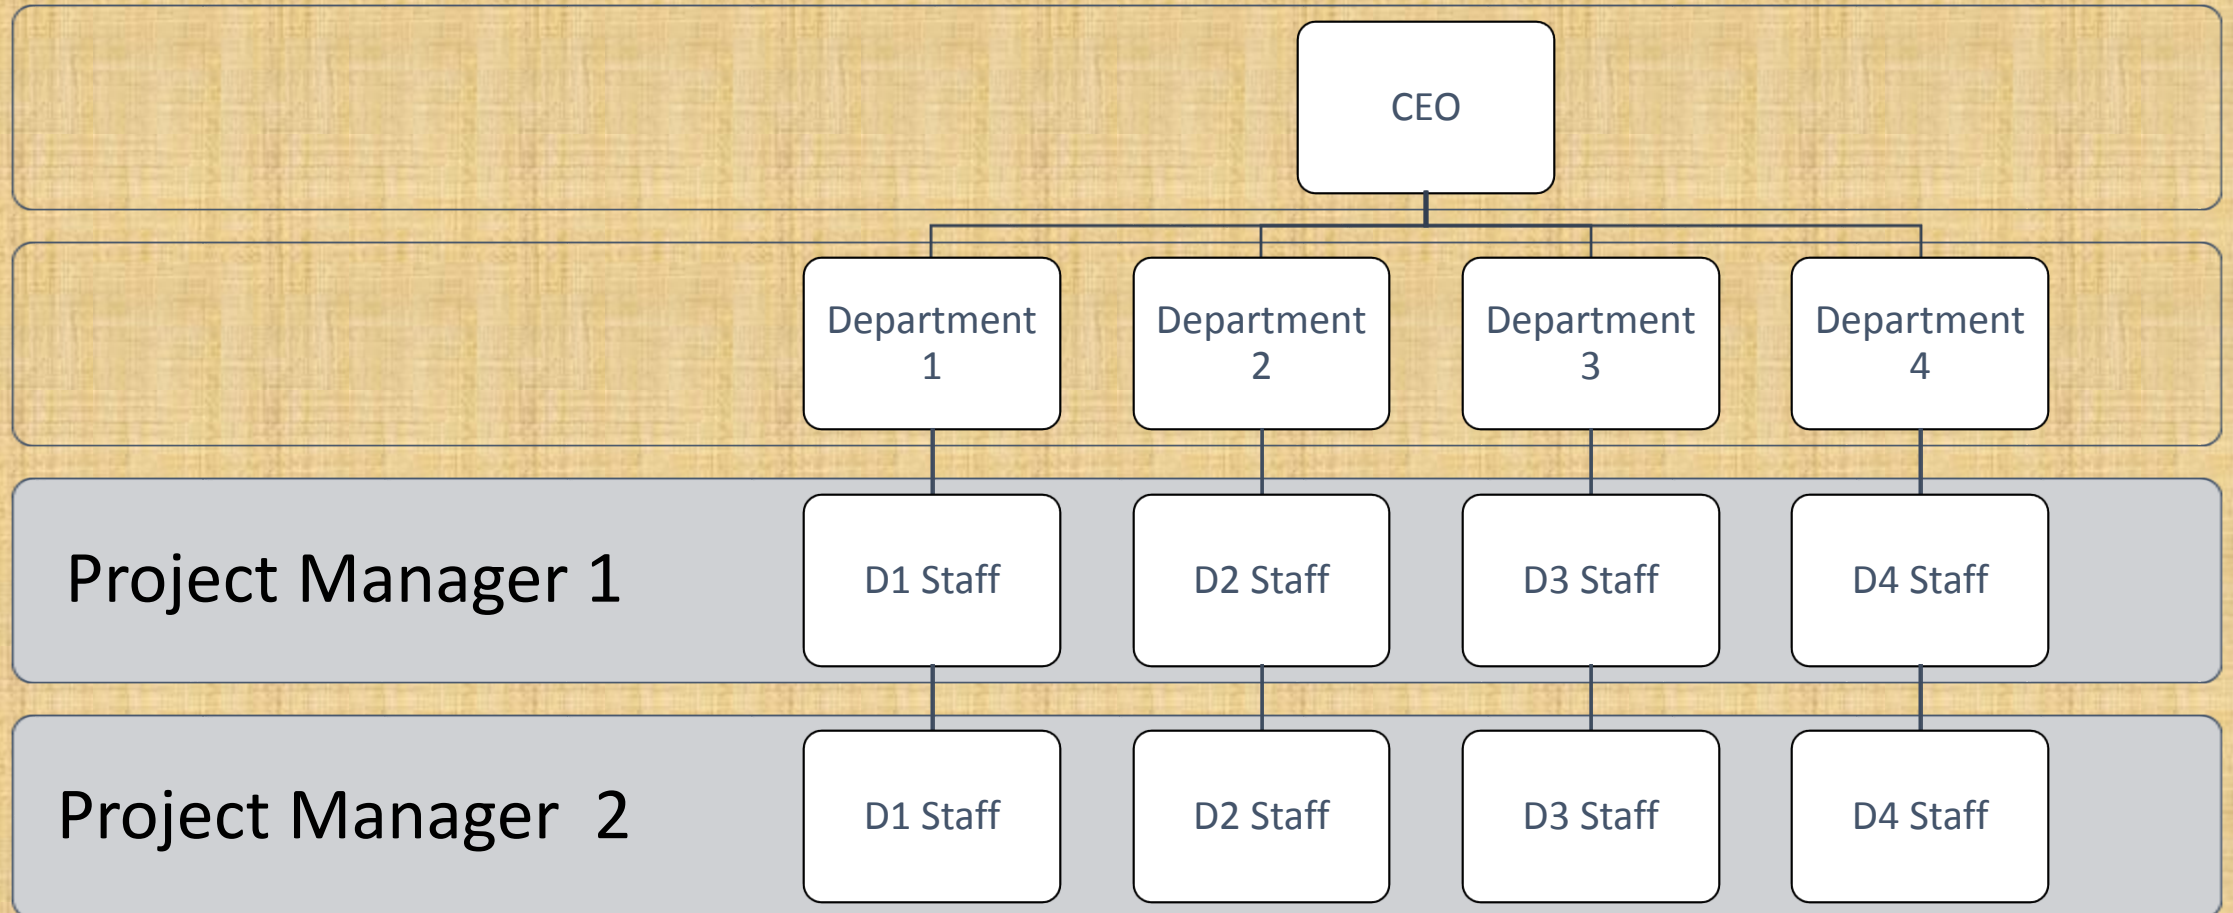 CEO
Department
1
Department
2
Department
3
Department
4
Project Manager 1
D1 Staff
D2 Staff
D3 Staff
D4 Staff
Project Manager  2
D1 Staff
D2 Staff
D3 Staff
D4 Staff